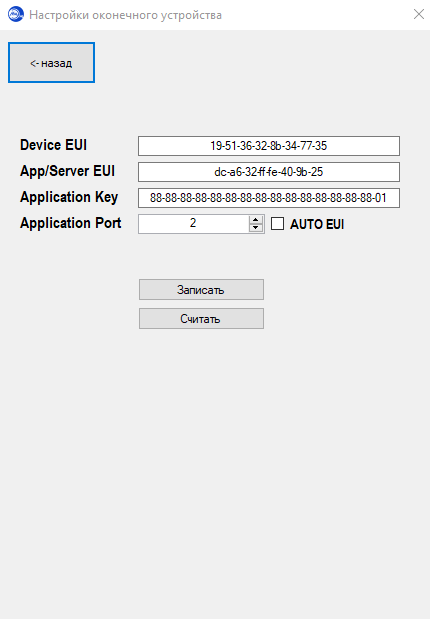 Настройки оконечного устройства
<- назад
Device EUI 19-51-36-32-8b-34-77-35
App/Server EUI dc-a6-32-ff-fe-40-9b-25
Application Key 88-88-88-88-88-88-88-88-88-88-88-88-88-88-88-01
Application Port 2 AUTO EUI
Записать
Считать